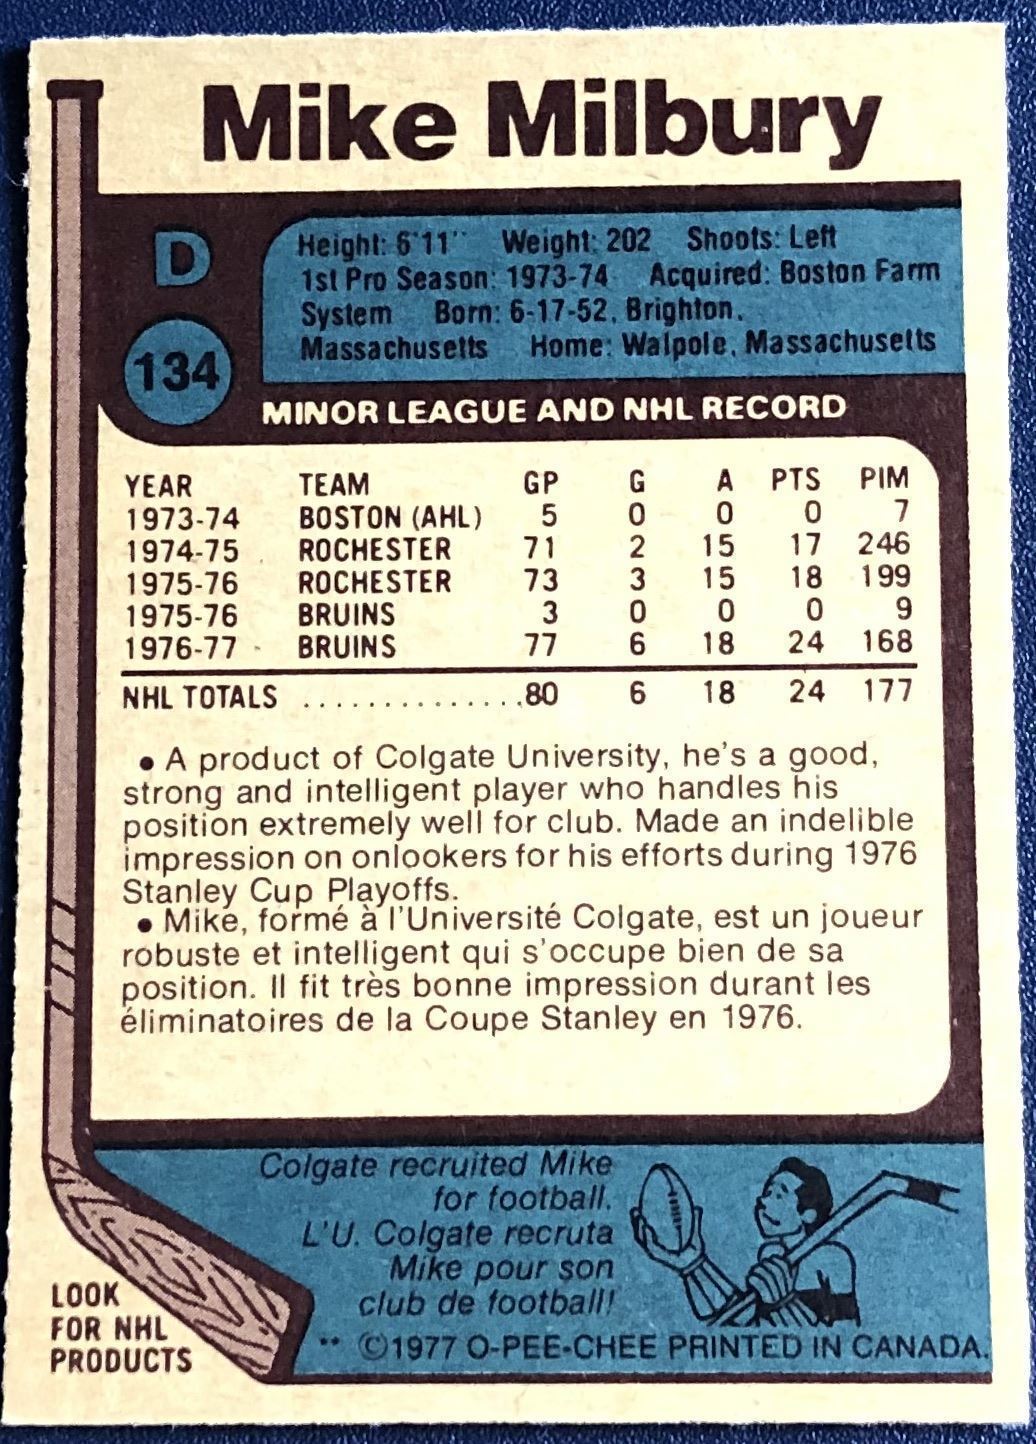 Mike Milbury
D
134
Height: 6'11" Weight: 202 Shoots: Left
1st Pro Season: 1973-74 Acquired: Boston Farm
System Born: 6-17-52, Brighton,
Massachusetts Home: Walpole, Massachusetts
MINOR LEAGUE AND NHL RECORD
YEAR TEAM GP G A PTS PIM
1973-74 BOSTON (AHL) 5 0 0 0 7
1974-75 ROCHESTER 71 2 15 17 246
1975-76 ROCHESTER 73 3 15 18 199
1975-76 BRUINS 3 0 0 0 9
1976-77 BRUINS 77 6 18 24 168
NHL TOTALS ..............80 6 18 24 177
• A product of Colgate University, he's a good,
strong and intelligent player who handles his
position extremely well for club. Made an indelible
impression on onlookers for his efforts during 1976
Stanley Cup Playoffs.
• Mike, formé à l'Université Colgate, est un joueur
robuste et intelligent qui s'occupe bien de sa
position. Il fit très bonne impression durant les
éliminatoires de la Coupe Stanley en 1976.
Colgate recruited Mike
for football.
L'U. Colgate recruta
Mike pour son
club de football!
LOOK
FOR NHL
PRODUCTS
** ©1977 O-PEE-CHEE PRINTED IN CANADA.